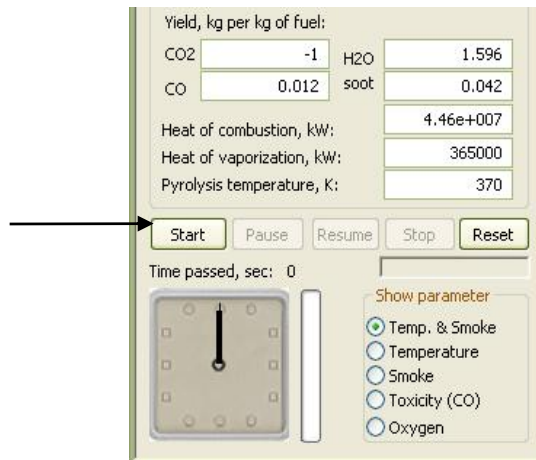 Yield, kg per kg of fuel:
CO2 -1 H2O 1.596
CO 0.012 soot 0.042
Heat of combustion, kW: 4.46e+007
Heat of vaporization, kW: 365000
Pyrolysis temperature, K: 370
Start Pause Resume Stop Reset
Time passed, sec: 0
Show parameter
Temp. & Smoke
Temperature
Smoke
Toxicity (CO)
Oxygen